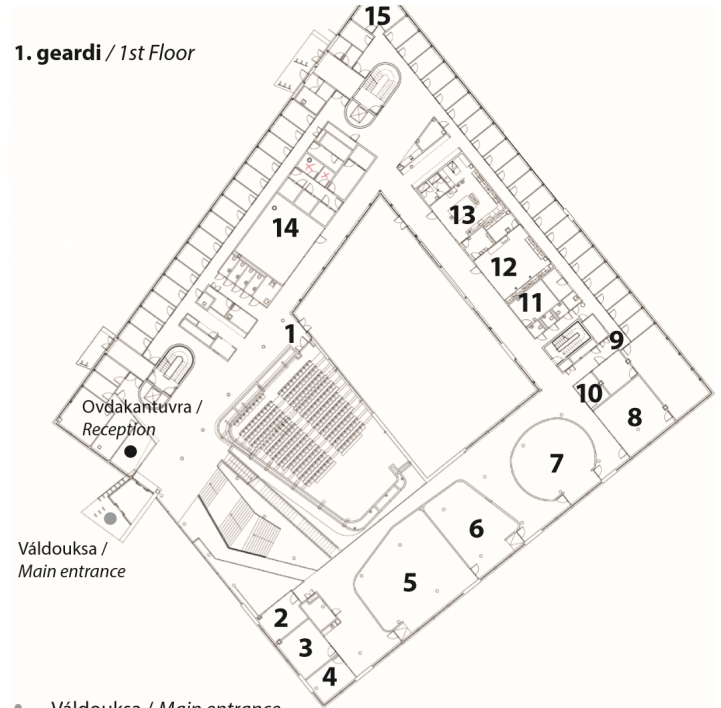 15
1. geardi / 1st Floor
13
14
12
11
1
9
10
Ovdakantuvra /
Reception
8
7
6
Váldouksa /
Main entrance
5
2
3
4
Váldouksa / Main entrance